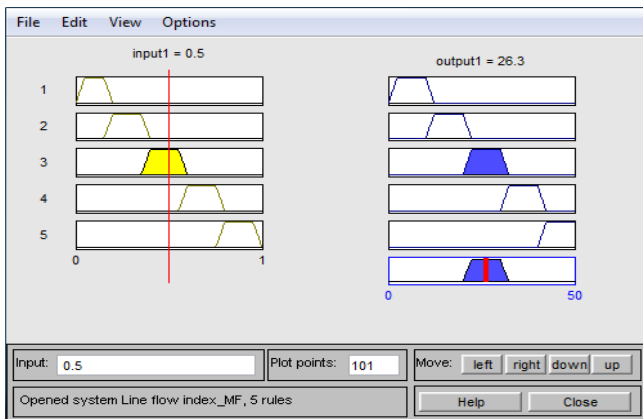 File Edit View Options
input1 = 0.5
output1 = 26.3
1
2
3
4
5
0 1
0 50
Input: 0.5
Plot points: 101
Move: left right down up
Opened system Line flow index_MF, 5 rules
Help Close